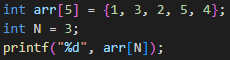 int arr[5] = {1, 3, 2, 5, 4};
int N = 3;
printf("%d", arr[N]);